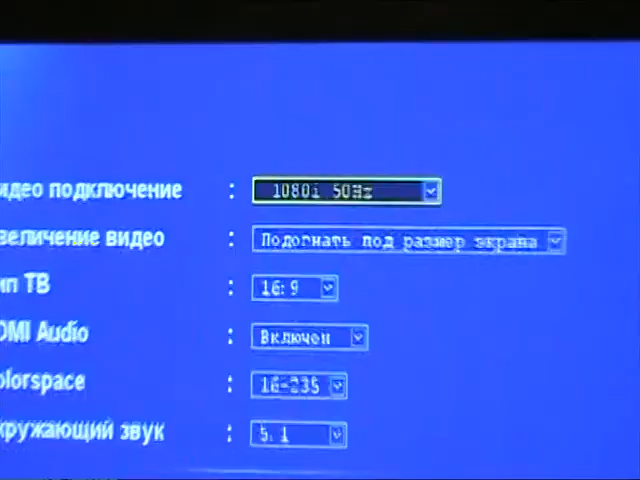 идео подключение : 1080i 50Hz
величение видео : Подогнать под размер экрана
ип ТВ : 16:9
DMI Audio : Включен
olorspace : 16-235
кружающий звук : 5.1